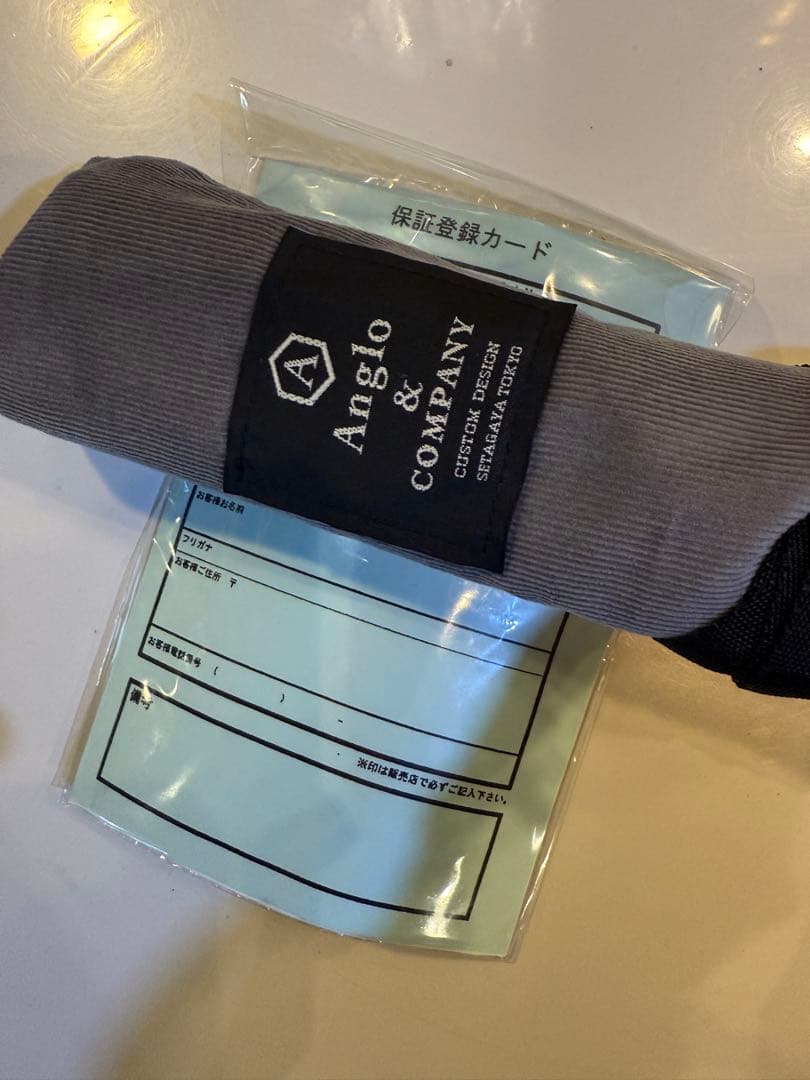 保証登録カード
A
Anglo
&
COMPANY
CUSTOM DESIGN
SETAGAYA TOKYO
お客様お名前
フリガナ
お客様ご住所 〒
お客様電話番号 ( ) -
※印は販売店で必ずご記入下さい。
備考